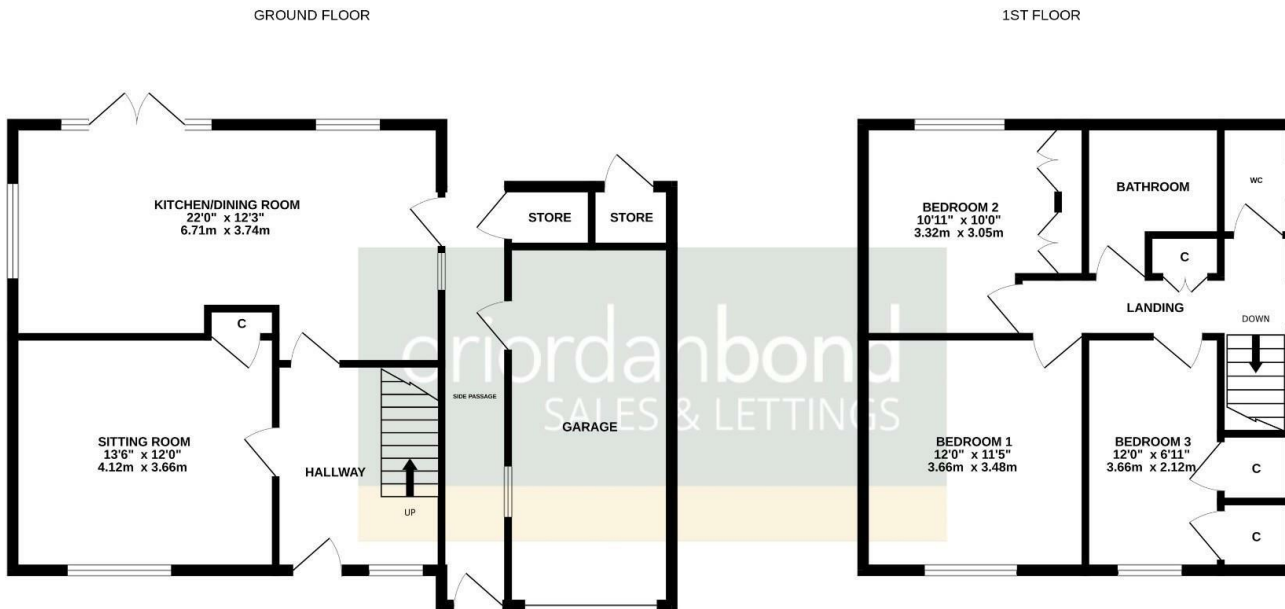 GROUND FLOOR
1ST FLOOR
KITCHEN/DINING ROOM
22'0" x 12'3"
6.71m x 3.74m
STORE
STORE
C
SITTING ROOM
13'6" x 12'0"
4.12m x 3.66m
HALLWAY
UP
SIDE PASSAGE
GARAGE
oriordanbond
SALES & LETTINGS
BEDROOM 2
10'11" x 10'0"
3.32m x 3.05m
BATHROOM
WC
C
LANDING
DOWN
BEDROOM 1
12'0" x 11'5"
3.66m x 3.48m
BEDROOM 3
12'0" x 6'11"
3.66m x 2.12m
C
C